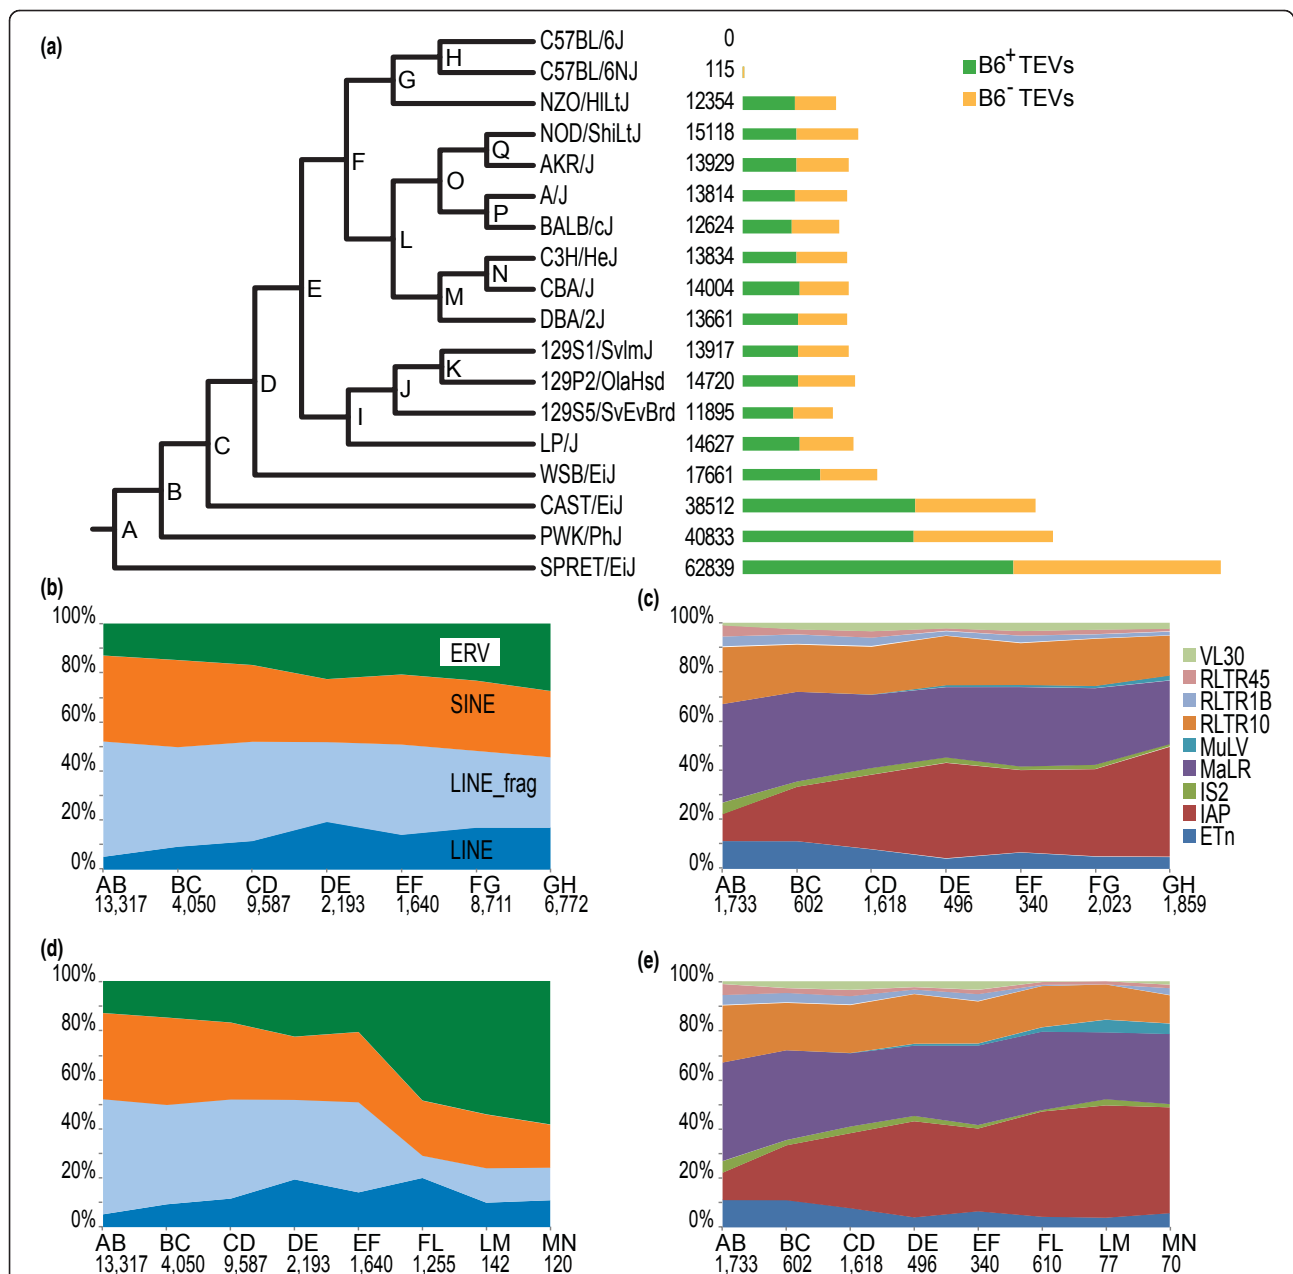 (a)
C57BL/6J 0
C57BL/6NJ 115
NZO/HlLtJ 12354
NOD/ShiLtJ 15118
AKR/J 13929
A/J 13814
BALB/cJ 12624
C3H/HeJ 13834
CBA/J 14004
DBA/2J 13661
129S1/SvImJ 13917
129P2/OlaHsd 14720
129S5/SvEvBrd 11895
LP/J 14627
WSB/EiJ 17661
CAST/EiJ 38512
PWK/PhJ 40833
SPRET/EiJ 62839
H
G
F
Q
O
P
L
N
M
E
K
J
I
D
C
B
A
B6+ TEVs
B6- TEVs
(b)
100%
80%
60%
40%
20%
0%
ERV
SINE
LINE_frag
LINE
AB BC CD DE EF FG GH
13,317 4,050 9,587 2,193 1,640 8,711 6,772
(c)
100%
80%
60%
40%
20%
0%
VL30
RLTR45
RLTR1B
RLTR10
MuLV
MaLR
IS2
IAP
ETn
AB BC CD DE EF FG GH
1,733 602 1,618 496 340 2,023 1,859
(d)
100%
80%
60%
40%
20%
0%
AB BC CD DE EF FL LM MN
13,317 4,050 9,587 2,193 1,640 1,255 142 120
(e)
100%
80%
60%
40%
20%
0%
AB BC CD DE EF FL LM MN
1,733 602 1,618 496 340 610 77 70